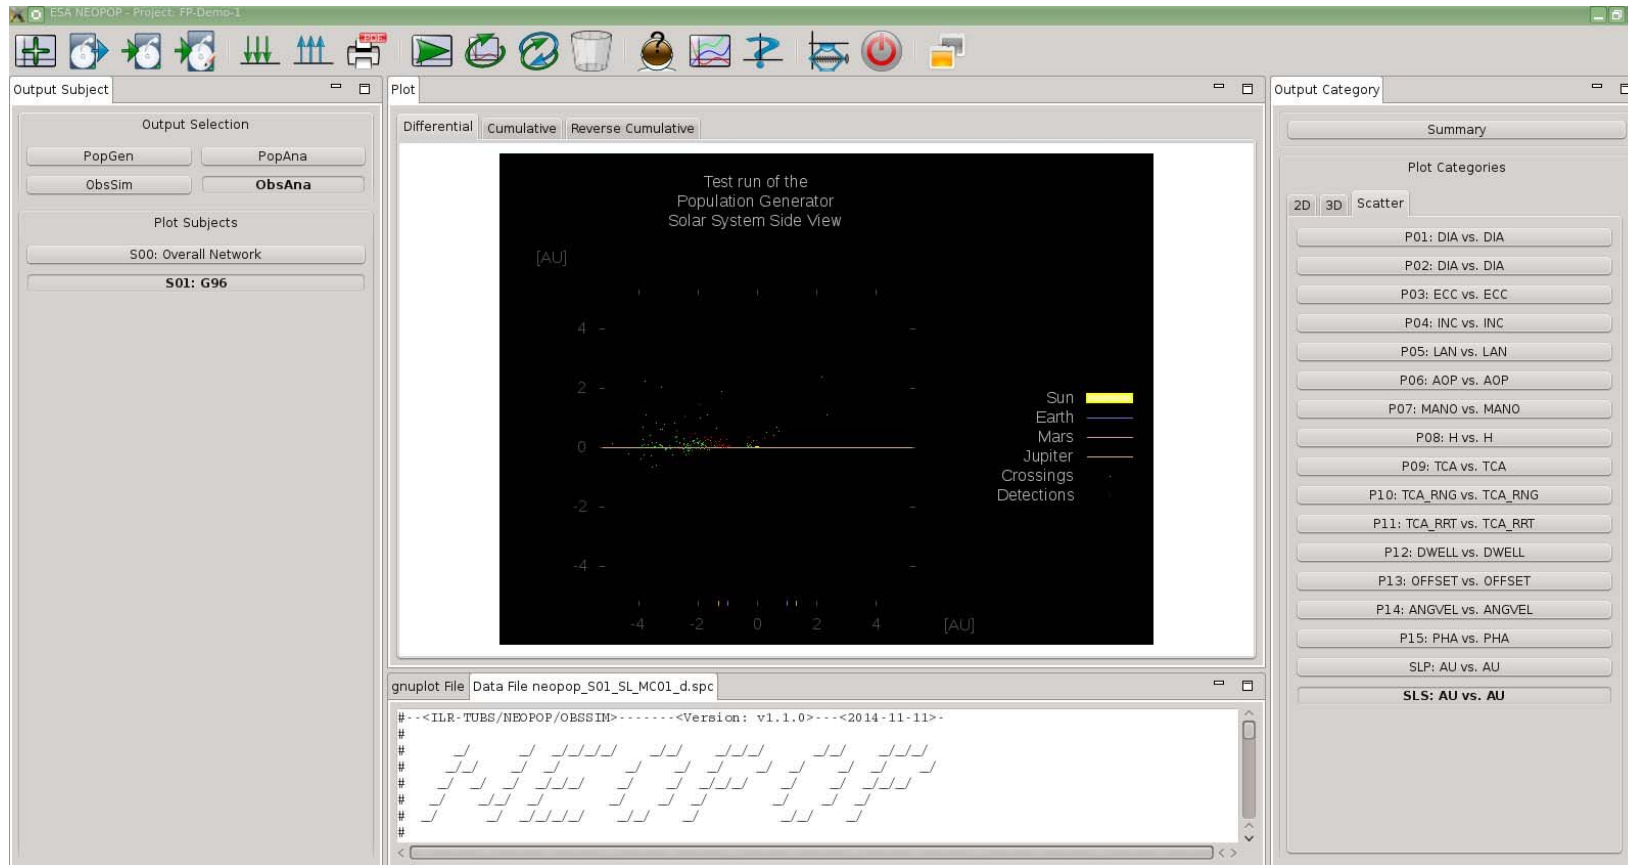 ESA NEOPOP - Project: FP-Demo-1
PDF
Output Subject
Output Selection
PopGen
PopAna
ObsSim
ObsAna
Plot Subjects
S00: Overall Network
S01: G96
Plot
Differential
Cumulative
Reverse Cumulative
Test run of the
Population Generator
Solar System Side View
[AU]
4
2
0
-2
-4
-4
-2
0
2
4
[AU]
Sun
Earth
Mars
Jupiter
Crossings
Detections
gnuplot File
Data File neopop_S01_SL_MC01_d.spc
#--<ILR-TUBS/NEOPOP/OBSSIM>-------<Version: v1.1.0>---<2014-11-11>-
#
#
#
#
#
#
#
NEOPOP
Output Category
Summary
Plot Categories
2D
3D
Scatter
P01: DIA vs. DIA
P02: DIA vs. DIA
P03: ECC vs. ECC
P04: INC vs. INC
P05: LAN vs. LAN
P06: AOP vs. AOP
P07: MANO vs. MANO
P08: H vs. H
P09: TCA vs. TCA
P10: TCA_RNG vs. TCA_RNG
P11: TCA_RRT vs. TCA_RRT
P12: DWELL vs. DWELL
P13: OFFSET vs. OFFSET
P14: ANGVEL vs. ANGVEL
P15: PHA vs. PHA
SLP: AU vs. AU
SLS: AU vs. AU